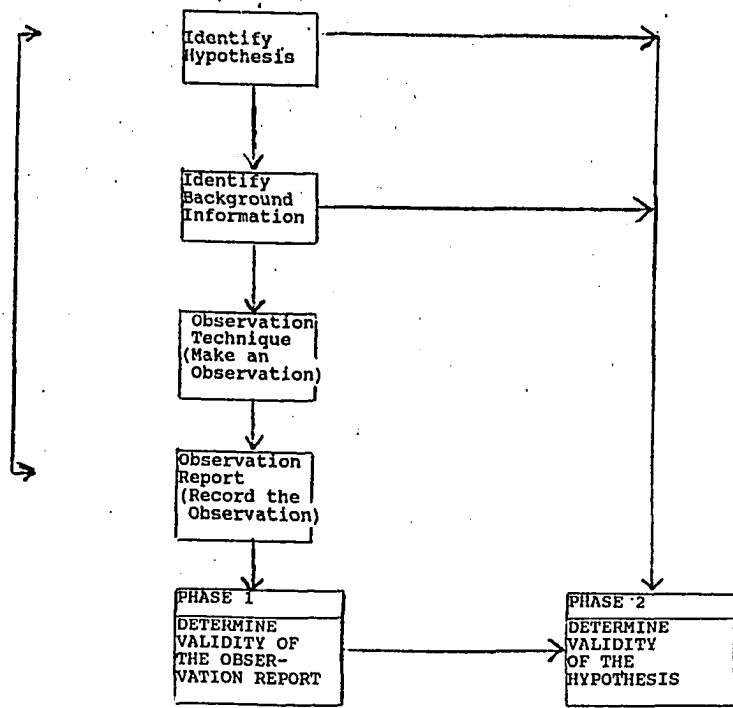 Identify
Hypothesis
Identify
Background
Information
Observation
Technique
(Make an
Observation)
Observation
Report
(Record the
Observation)
PHASE 1
DETERMINE
VALIDITY OF
THE OBSER-
VATION REPORT
PHASE 2
DETERMINE
VALIDITY
OF THE
HYPOTHESIS